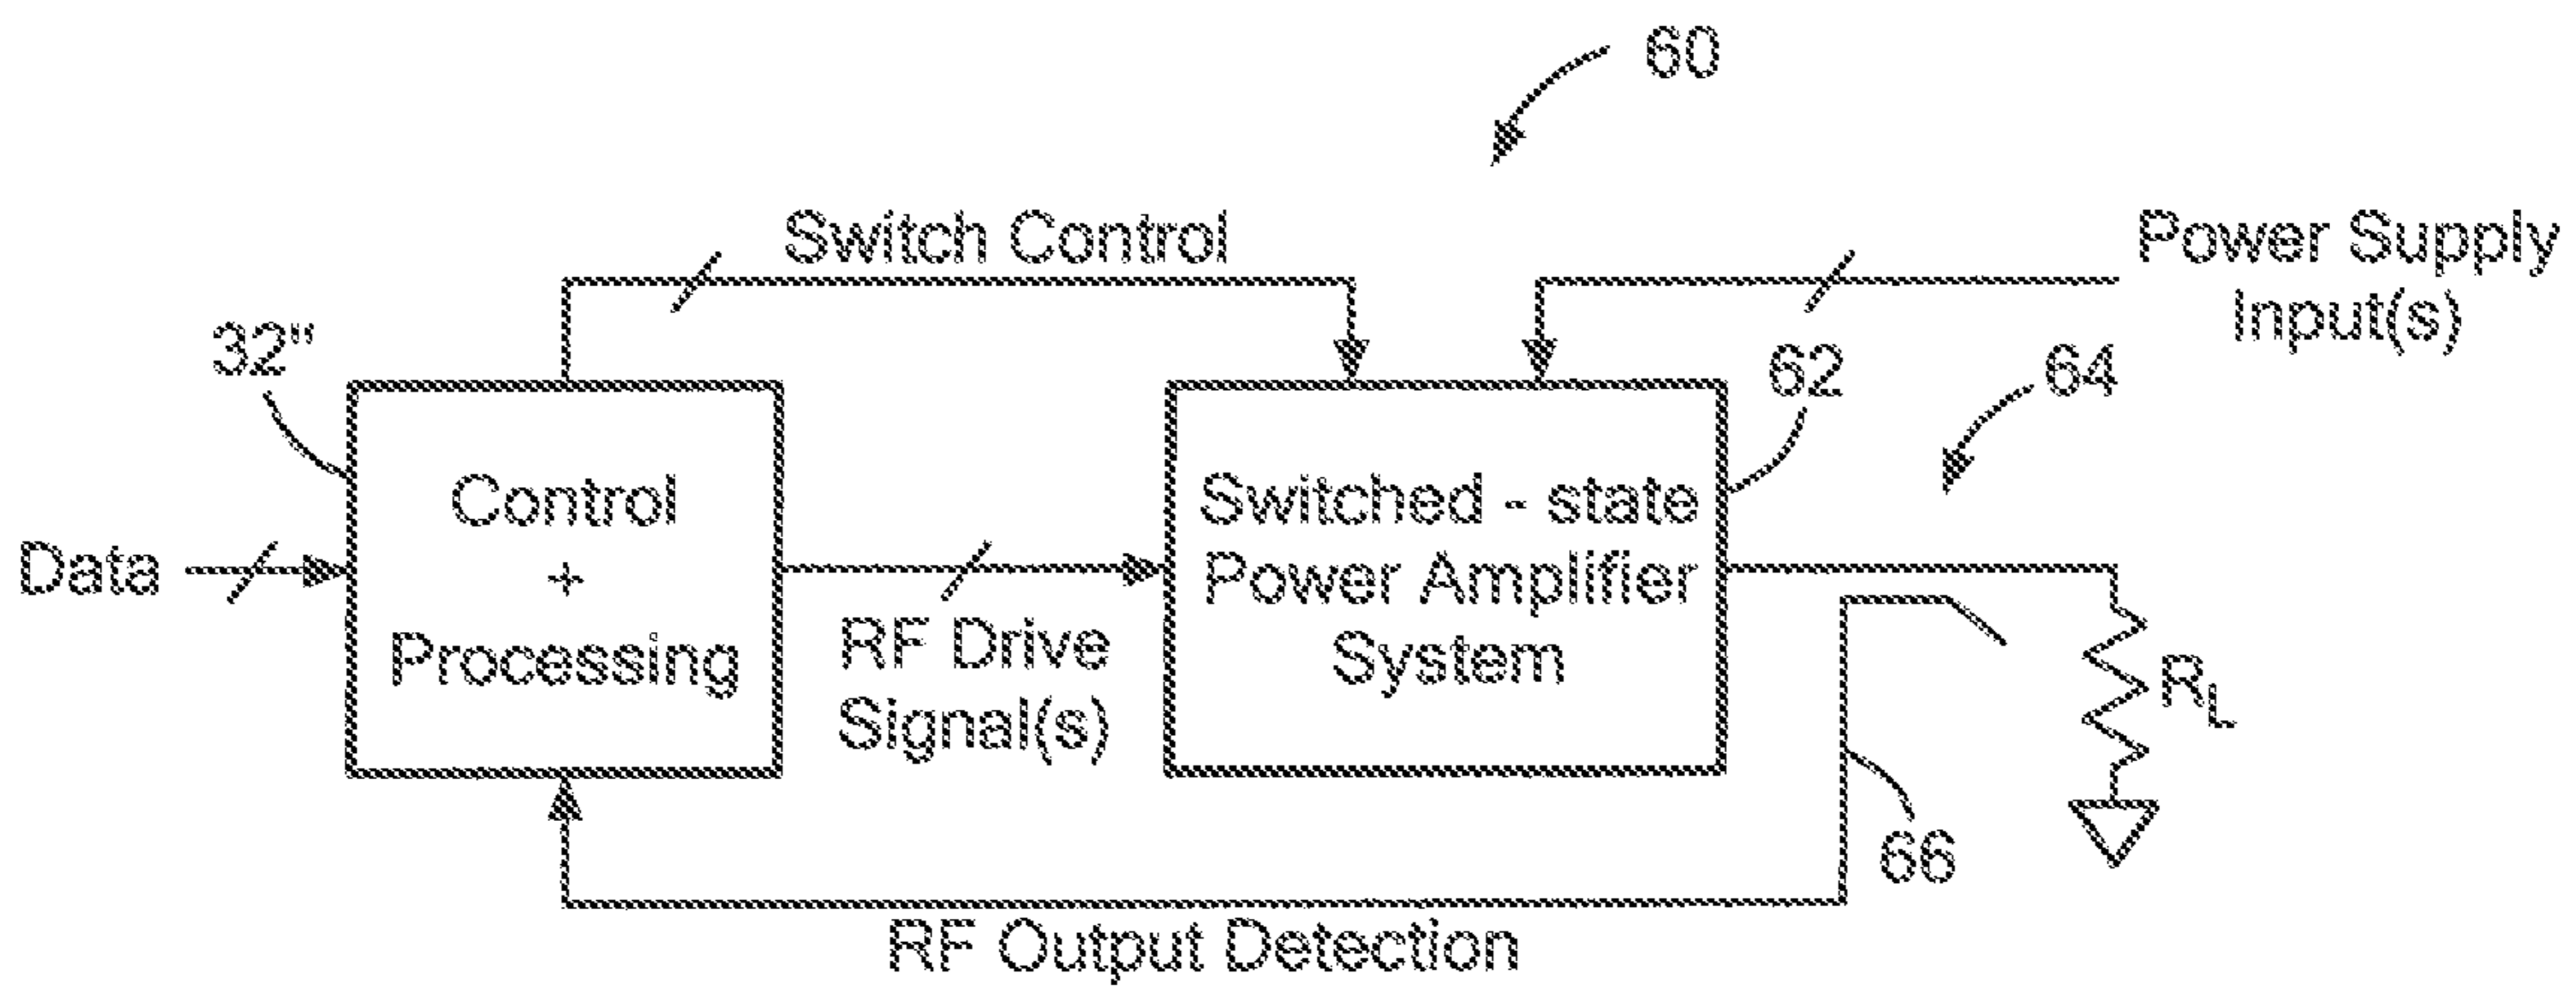 60
Switch Control
Power Supply
Input(s)
32"
62
64
Control
+
Processing
Switched - state
Power Amplifier
System
Data
RF Drive
Signal(s)
RL
66
RF Output Detection